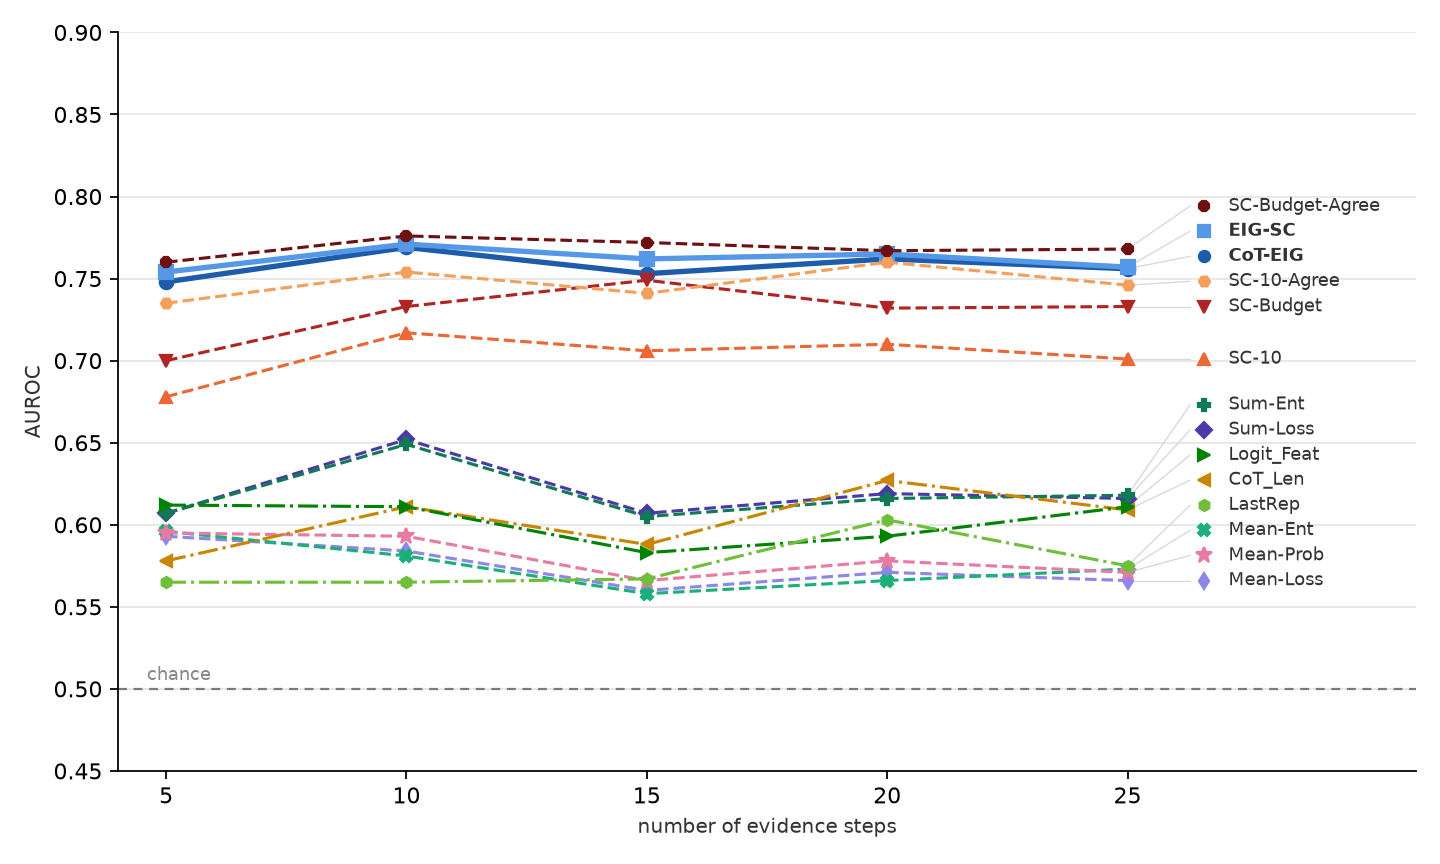 0.90
0.85
0.80
0.75
0.70
0.65
0.60
0.55
0.50
0.45
AUROC
chance
5
10
15
20
25
number of evidence steps
SC-Budget-Agree
EIG-SC
CoT-EIG
SC-10-Agree
SC-Budget
SC-10
Sum-Ent
Sum-Loss
Logit_Feat
CoT_Len
LastRep
Mean-Ent
Mean-Prob
Mean-Loss